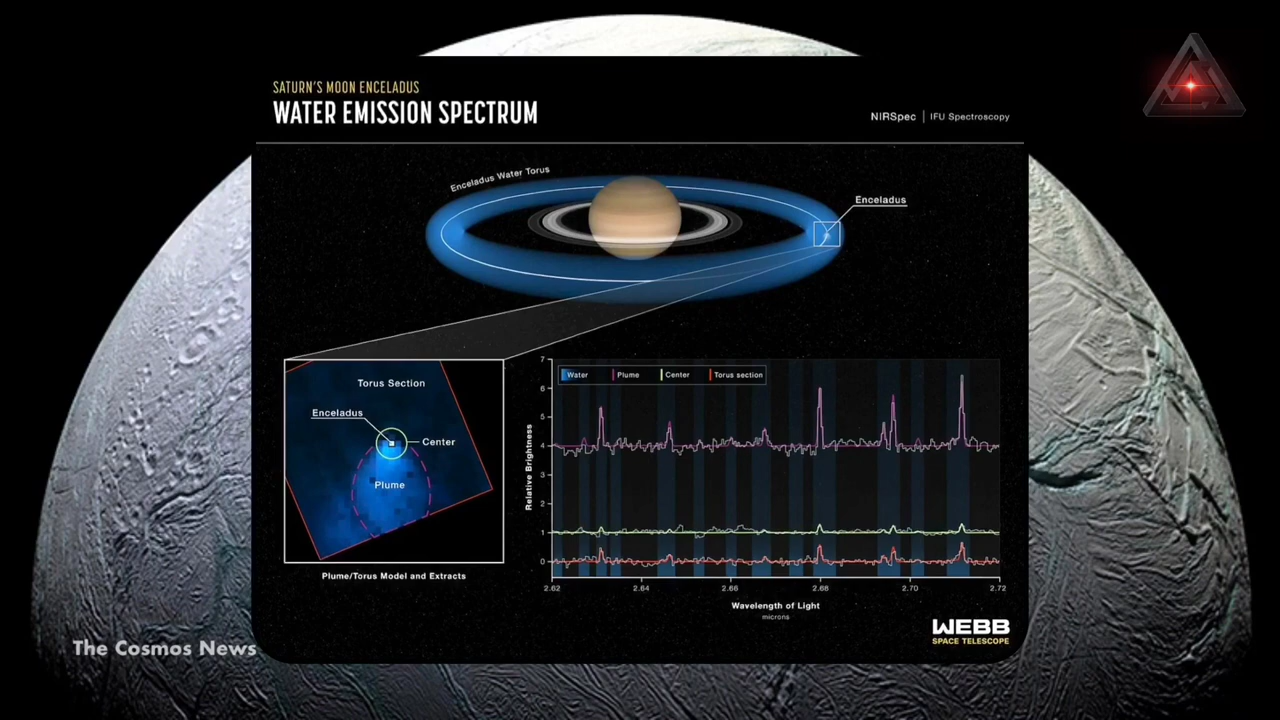 SATURN'S MOON ENCELADUS
WATER EMISSION SPECTRUM
NIRSpec | IFU Spectroscopy
Enceladus Water Torus
Enceladus
Torus Section
Enceladus
Center
Plume
Plume/Torus Model and Extracts
Water Plume Center Torus section
Relative Brightness
7
6
5
4
3
2
1
0
2.62 2.64 2.66 2.68 2.70 2.72
Wavelength of Light
microns
WEBB
SPACE TELESCOPE
The Cosmos News